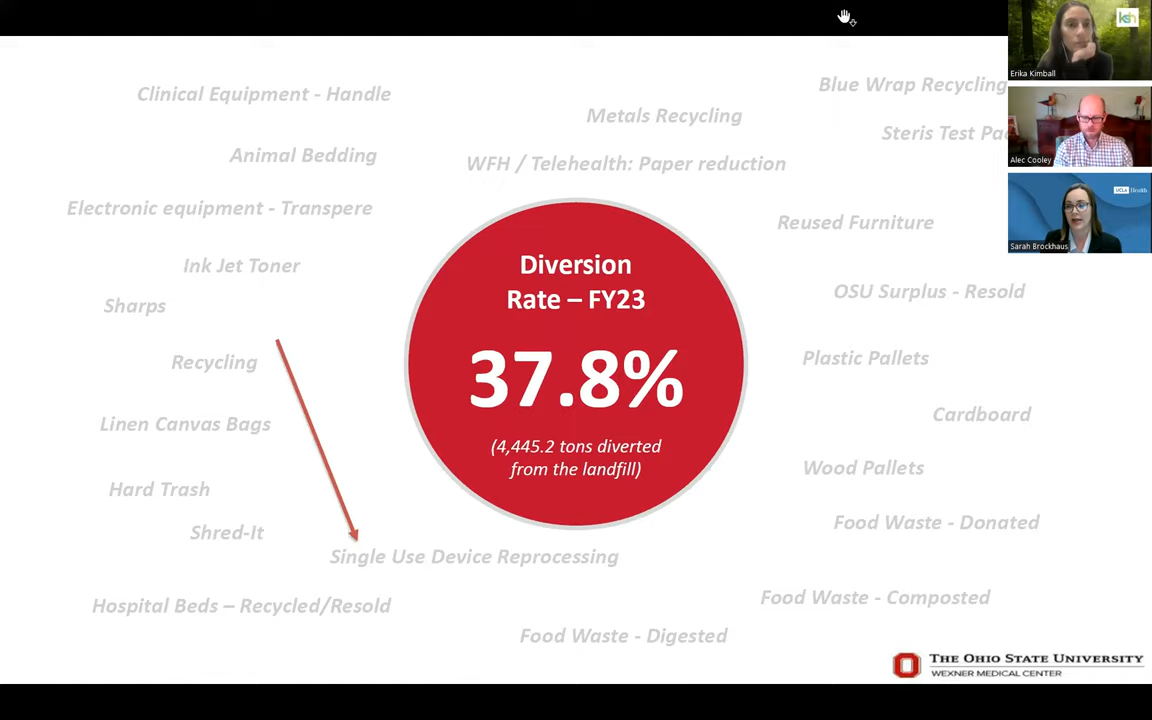 Clinical Equipment - Handle
Animal Bedding
Electronic equipment - Transpere
Ink Jet Toner
Sharps
Recycling
Linen Canvas Bags
Hard Trash
Shred-It
Hospital Beds – Recycled/Resold
Metals Recycling
WFH / Telehealth: Paper reduction
Diversion
Rate – FY23
37.8%
(4,445.2 tons diverted
from the landfill)
Single Use Device Reprocessing
Food Waste - Digested
Blue Wrap Recycling
Steris Test
Reused Furniture
OSU Surplus - Resold
Plastic Pallets
Cardboard
Wood Pallets
Food Waste - Donated
Food Waste - Composted
THE OHIO STATE UNIVERSITY
WEXNER MEDICAL CENTER
ksh
Erika Kimball
Alec Cooley
UCLA Health
Sarah Brockhaus